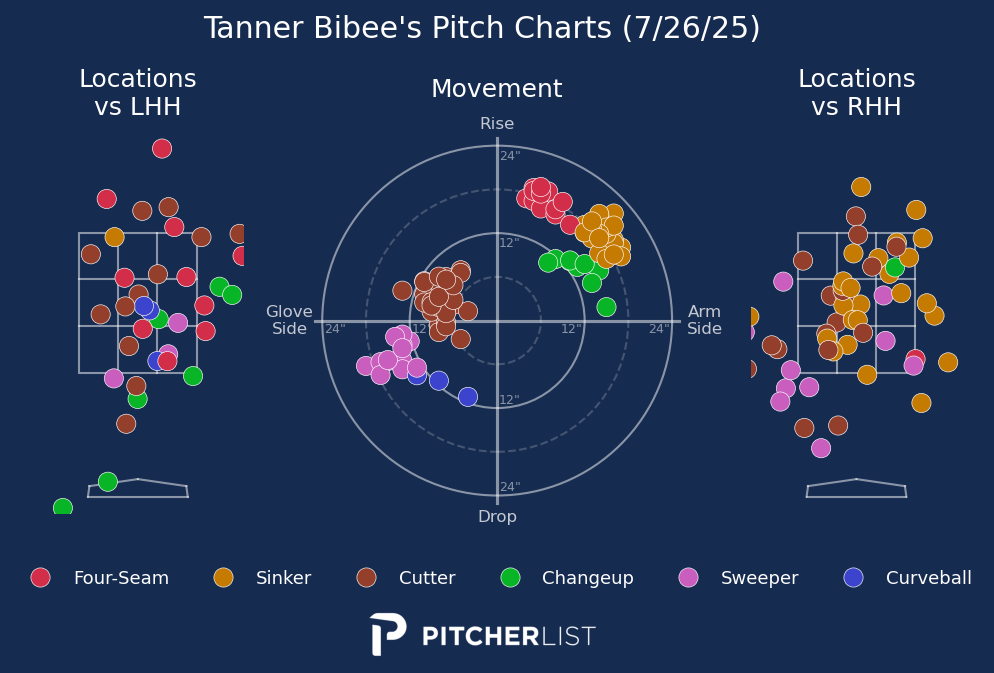 Tanner Bibee's Pitch Charts (7/26/25)
Locations
vs LHH
Movement
Locations
vs RHH
Rise
24"
12"
Glove
Side
24"
12"
12"
24"
Arm
Side
12"
24"
Drop
Four-Seam
Sinker
Cutter
Changeup
Sweeper
Curveball
PITCHERLIST